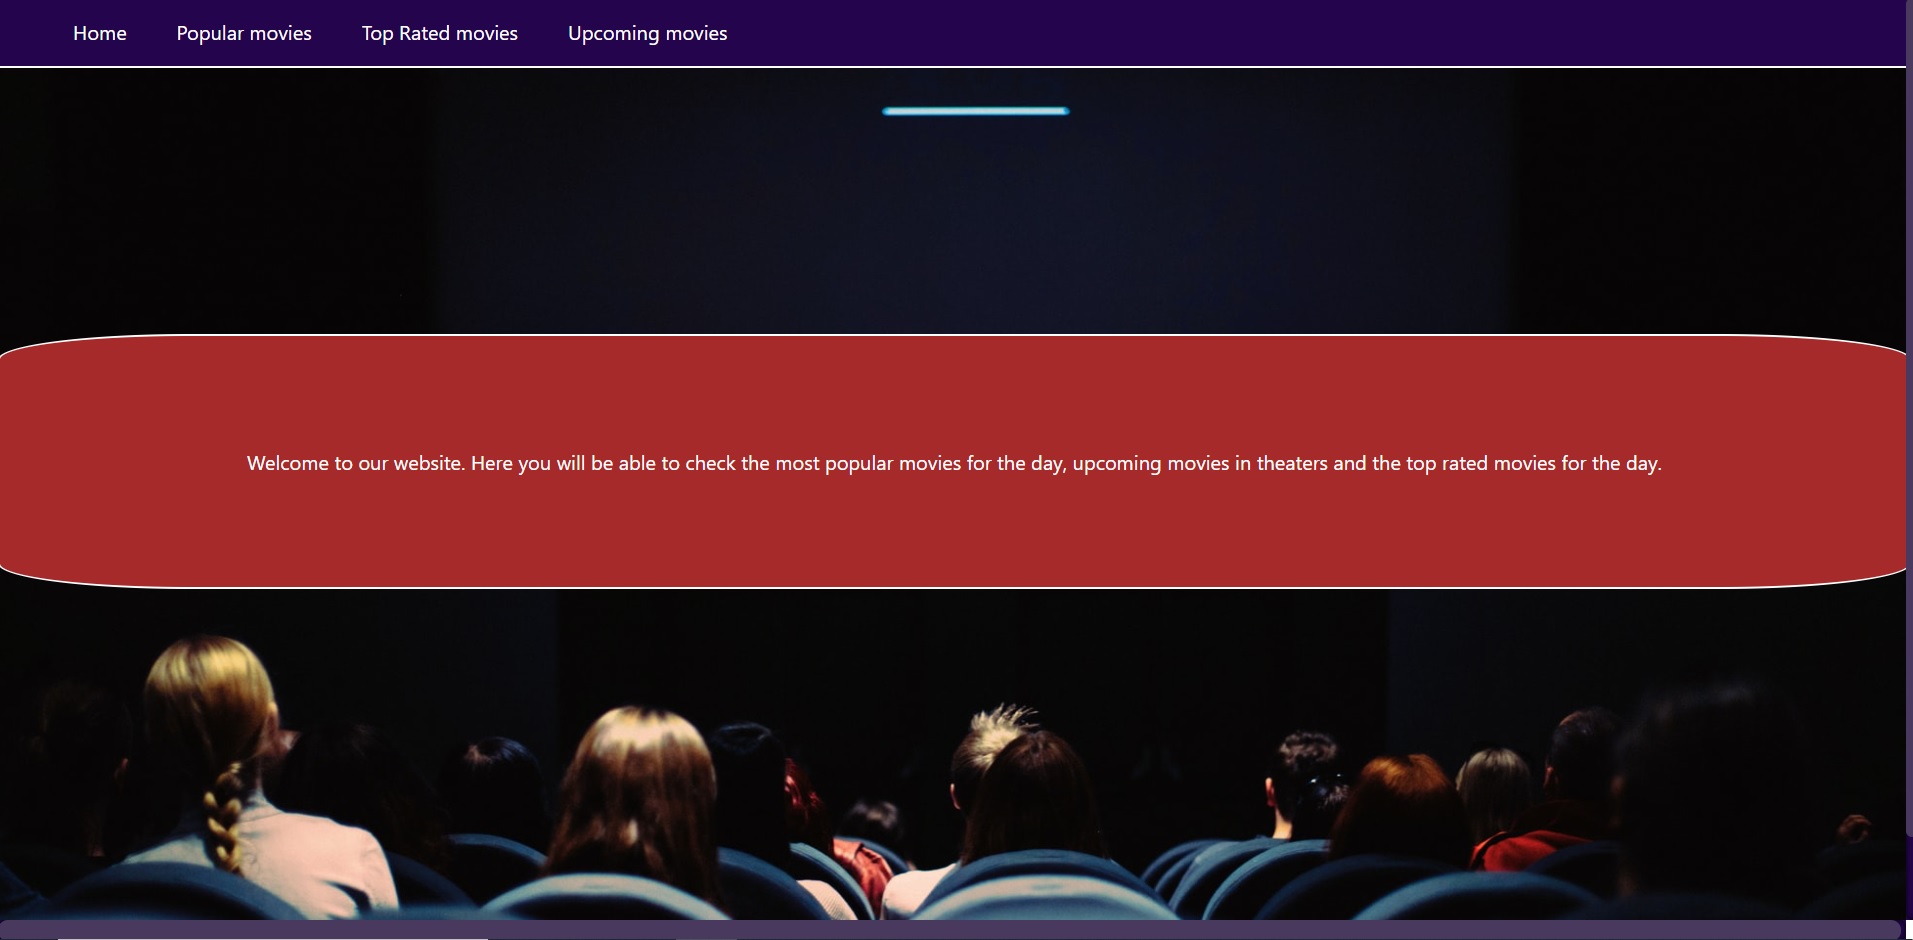 Home Popular movies Top Rated movies Upcoming movies
Welcome to our website. Here you will be able to check the most popular movies for the day, upcoming movies in theaters and the top rated movies for the day.